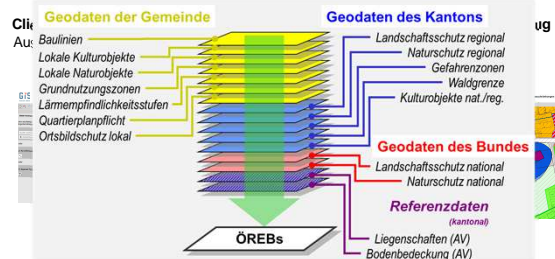 Geodaten der Gemeinde
Baulinien
Lokale Kulturobjekte
Lokale Naturobjekte
Grundnutzungszonen
Lärmempfindlichkeitsstufen
Quartierplanpflicht
Ortsbildschutz lokal
Geodaten des Kantons
Landschaftsschutz regional
Naturschutz regional
Gefahrenzonen
Waldgrenze
Kulturobjekte nat./reg.
Geodaten des Bundes
Landschaftsschutz national
Naturschutz national
Referenzdaten
(kantonal)
Liegenschaften (AV)
Bodenbedeckung (AV)
ÖREBs